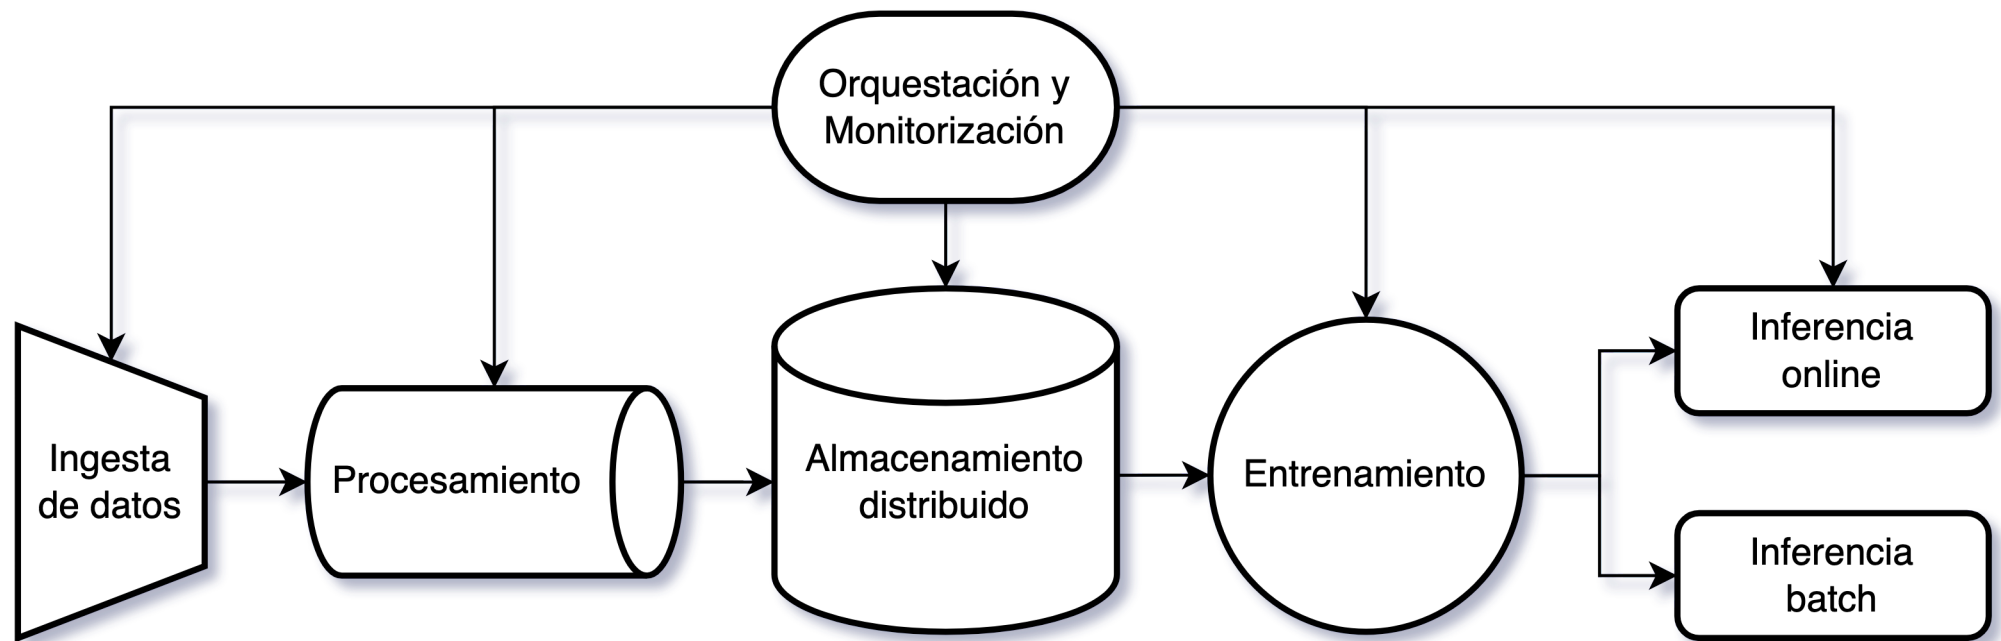 Orquestación y
Monitorización
Ingesta
de datos
Procesamiento
Almacenamiento
distribuido
Entrenamiento
Inferencia
online
Inferencia
batch